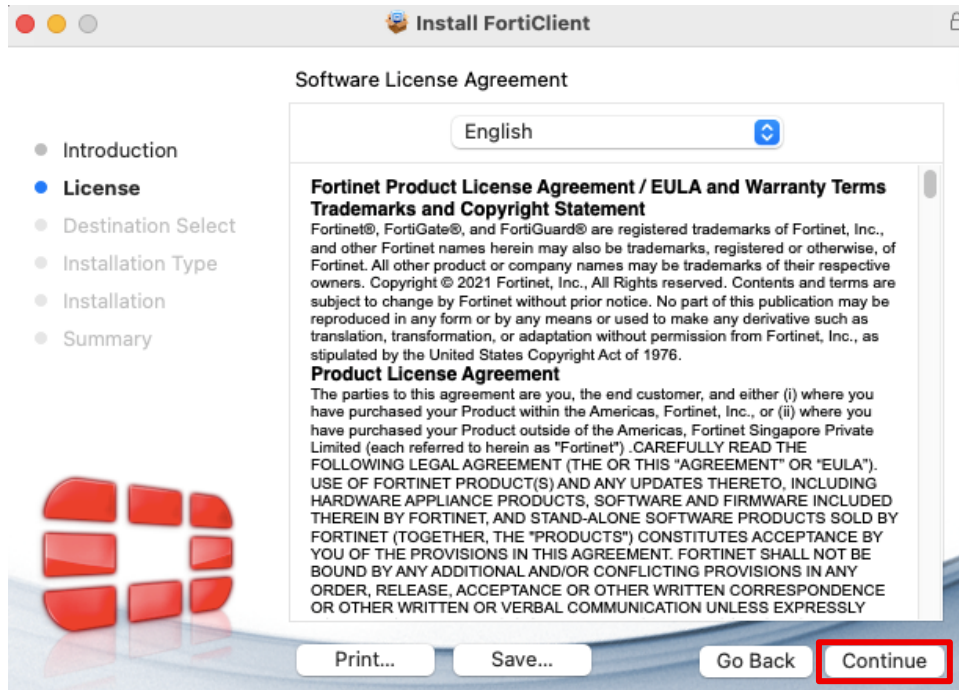 Install FortiClient
Software License Agreement
English
Introduction
License
Destination Select
Installation Type
Installation
Summary
Fortinet Product License Agreement / EULA and Warranty Terms
Trademarks and Copyright Statement
Fortinet®, FortiGate®, and FortiGuard® are registered trademarks of Fortinet, Inc.,
and other Fortinet names herein may also be trademarks, registered or otherwise, of
Fortinet. All other product or company names may be trademarks of their respective
owners. Copyright © 2021 Fortinet, Inc., All Rights reserved. Contents and terms are
subject to change by Fortinet without prior notice. No part of this publication may be
reproduced in any form or by any means or used to make any derivative such as
translation, transformation, or adaptation without permission from Fortinet, Inc., as
stipulated by the United States Copyright Act of 1976.
Product License Agreement
The parties to this agreement are you, the end customer, and either (i) where you
have purchased your Product within the Americas, Fortinet, Inc., or (ii) where you
have purchased your Product outside of the Americas, Fortinet Singapore Private
Limited (each referred to herein as "Fortinet") .CAREFULLY READ THE
FOLLOWING LEGAL AGREEMENT (THE OR THIS "AGREEMENT" OR "EULA").
USE OF FORTINET PRODUCT(S) AND ANY UPDATES THERETO, INCLUDING
HARDWARE APPLIANCE PRODUCTS, SOFTWARE AND FIRMWARE INCLUDED
THEREIN BY FORTINET, AND STAND-ALONE SOFTWARE PRODUCTS SOLD BY
FORTINET (TOGETHER, THE "PRODUCTS") CONSTITUTES ACCEPTANCE BY
YOU OF THE PROVISIONS IN THIS AGREEMENT. FORTINET SHALL NOT BE
BOUND BY ANY ADDITIONAL AND/OR CONFLICTING PROVISIONS IN ANY
ORDER, RELEASE, ACCEPTANCE OR OTHER WRITTEN CORRESPONDENCE
OR OTHER WRITTEN OR VERBAL COMMUNICATION UNLESS EXPRESSLY
Print... Save... Go Back Continue